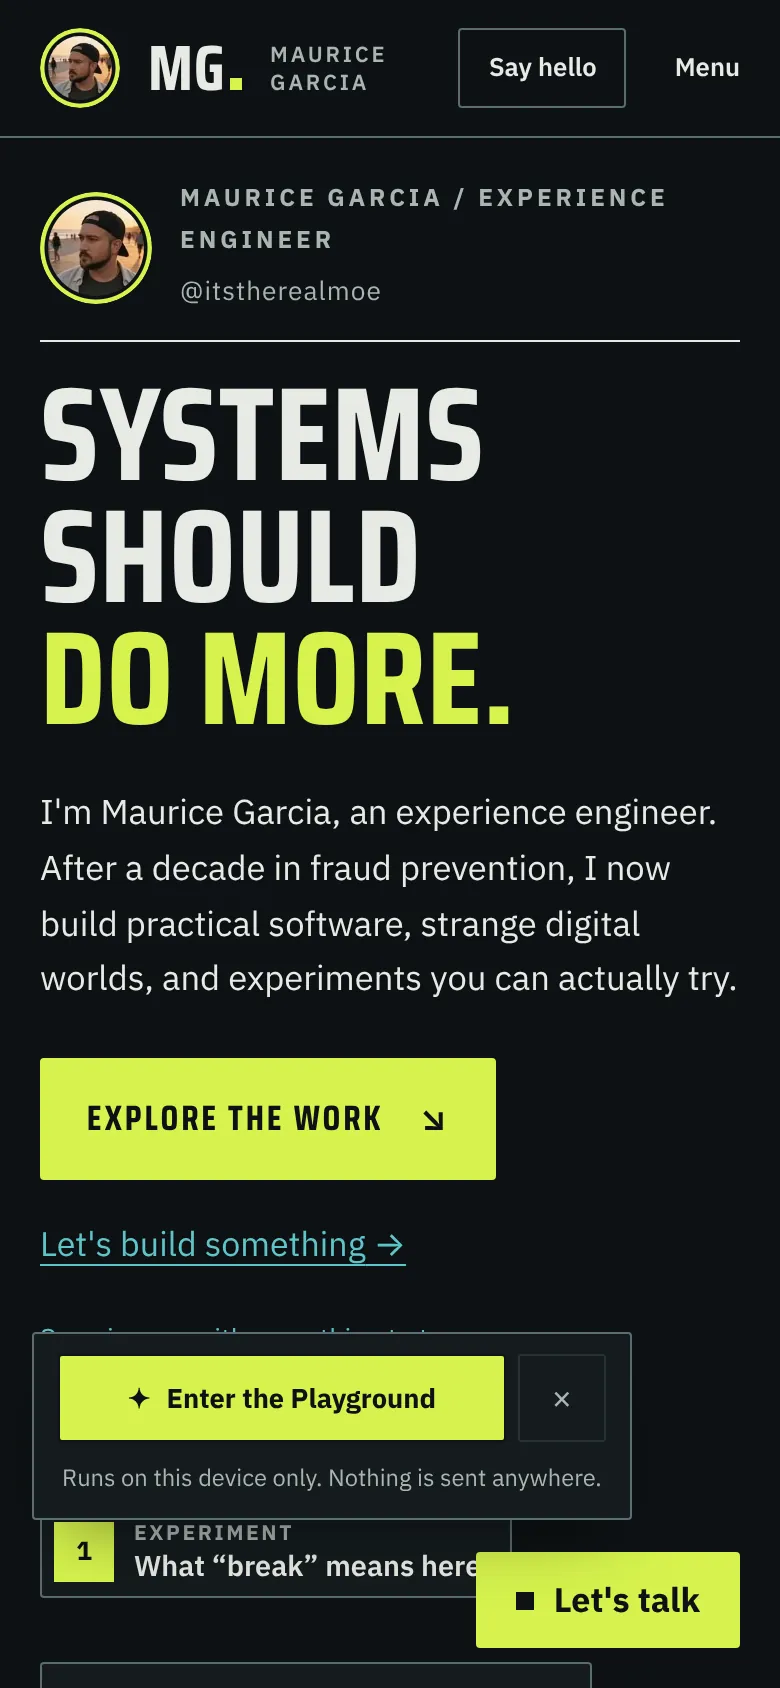 MG.
MAURICE
GARCIA
Say hello
Menu
MAURICE GARCIA / EXPERIENCE
ENGINEER
@itstherealmoe
SYSTEMS
SHOULD
DO MORE.
I'm Maurice Garcia, an experience engineer.
After a decade in fraud prevention, I now
build practical software, strange digital
worlds, and experiments you can actually try.
EXPLORE THE WORK ↘
Let's build something →
✦ Enter the Playground
×
Runs on this device only. Nothing is sent anywhere.
1
EXPERIMENT
What “break” means here
Let's talk